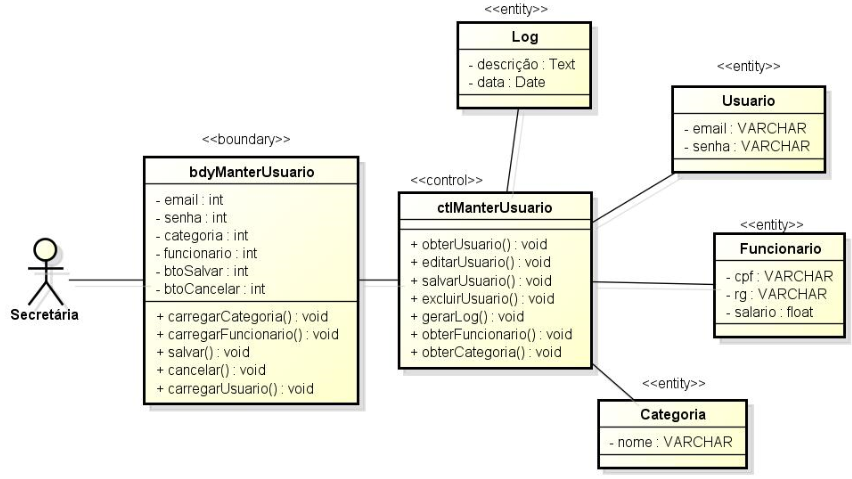 <<entity>>
Log
- descrição : Text
- data : Date
<<entity>>
Usuario
- email : VARCHAR
- senha : VARCHAR
<<boundary>>
bdyManterUsuario
- email : int
- senha : int
- categoria : int
- funcionario : int
- btoSalvar : int
- btoCancelar : int
+ carregarCategoria() : void
+ carregarFuncionario() : void
+ salvar() : void
+ cancelar() : void
+ carregarUsuario() : void
Secretária
<<control>>
ctlManterUsuario
+ obterUsuario() : void
+ editarUsuario() : void
+ salvarUsuario() : void
+ excluirUsuario() : void
+ gerarLog() : void
+ obterFuncionario() : void
+ obterCategoria() : void
<<entity>>
Funcionario
- cpf : VARCHAR
- rg : VARCHAR
- salario : float
<<entity>>
Categoria
- nome : VARCHAR